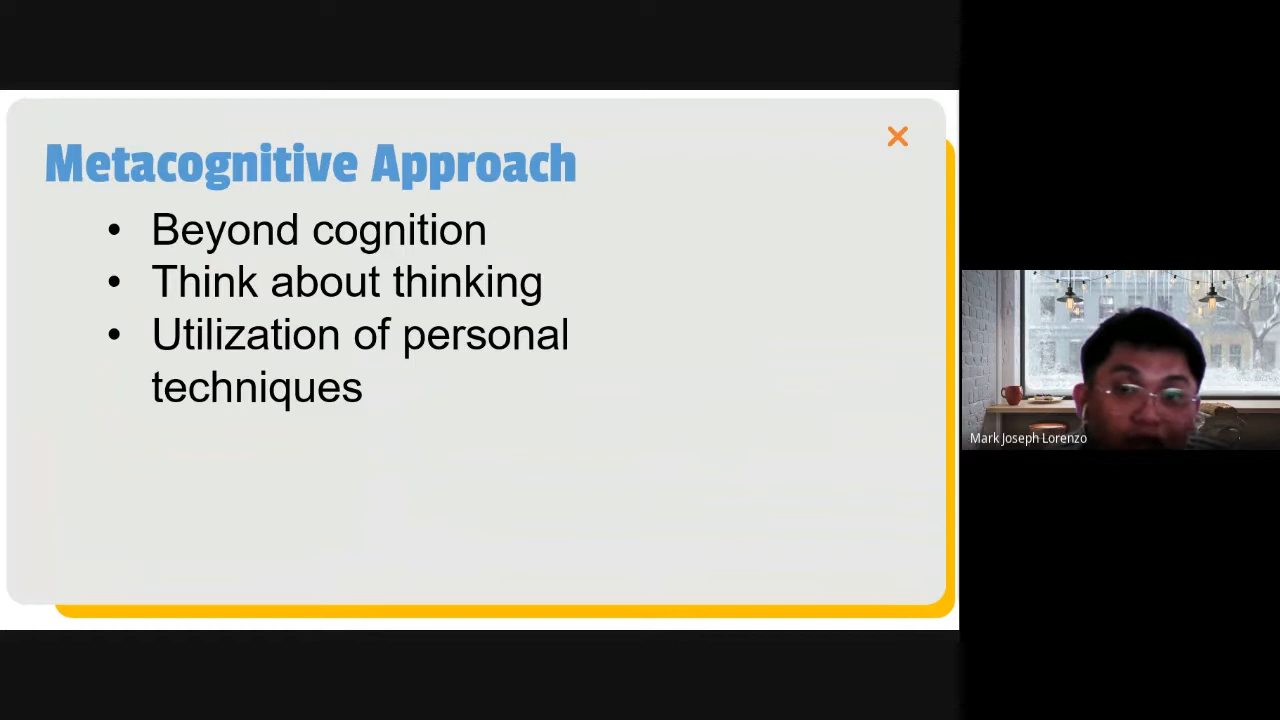 Metacognitive Approach
• Beyond cognition
• Think about thinking
• Utilization of personal
techniques
Mark Joseph Lorenzo